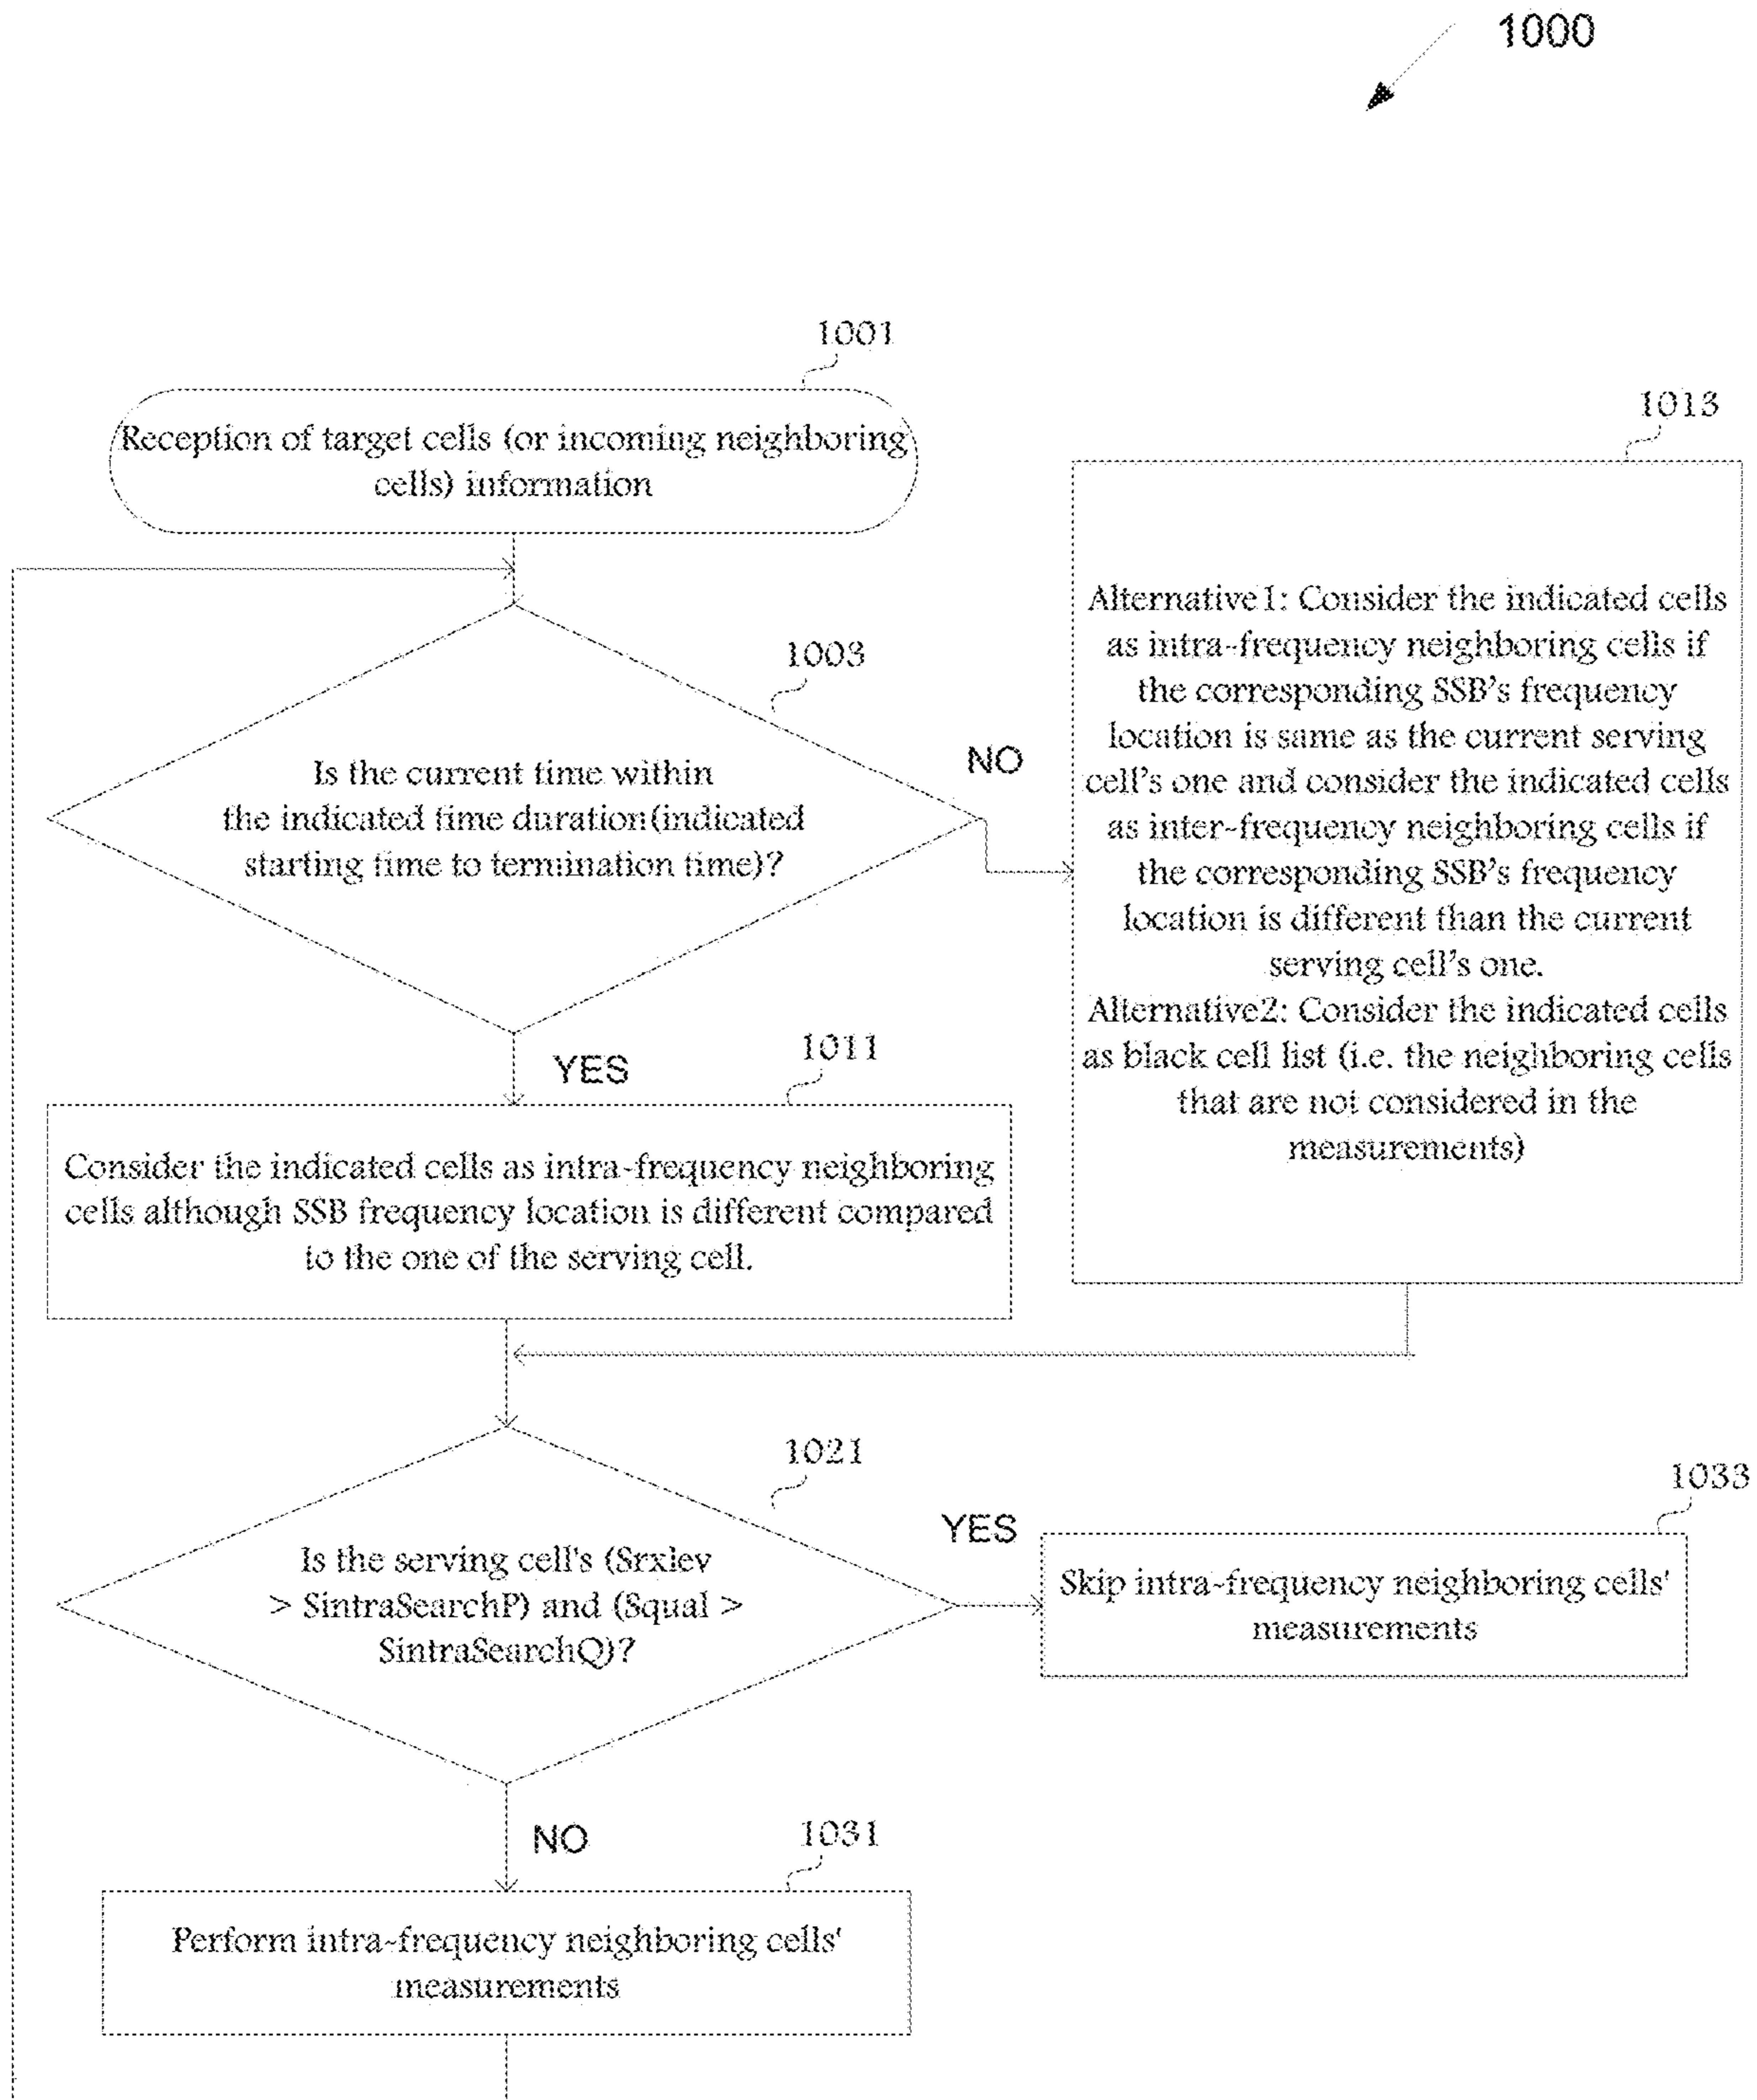 1000
1001
Reception of target cells (or incoming neighboring
cells) information
1003
Is the current time within
the indicated time duration(indicated
starting time to termination time)?
NO
1013
Alternative1: Consider the indicated cells
as intra-frequency neighboring cells if
the corresponding SSB's frequency
location is same as the current serving
cell's one and consider the indicated cells
as inter-frequency neighboring cells if
the corresponding SSB's frequency
location is different than the current
serving cell's one.
Alternative2: Consider the indicated cells
as black cell list (i.e. the neighboring cells
that are not considered in the
measurements)
YES
1011
Consider the indicated cells as intra-frequency neighboring
cells although SSB frequency location is different compared
to the one of the serving cell.
1021
Is the serving cell's (Srxlev
> SintraSearchP) and (Squal >
SintraSearchQ)?
YES
1033
Skip intra-frequency neighboring cells'
measurements
NO
1031
Perform intra-frequency neighboring cells'
measurements